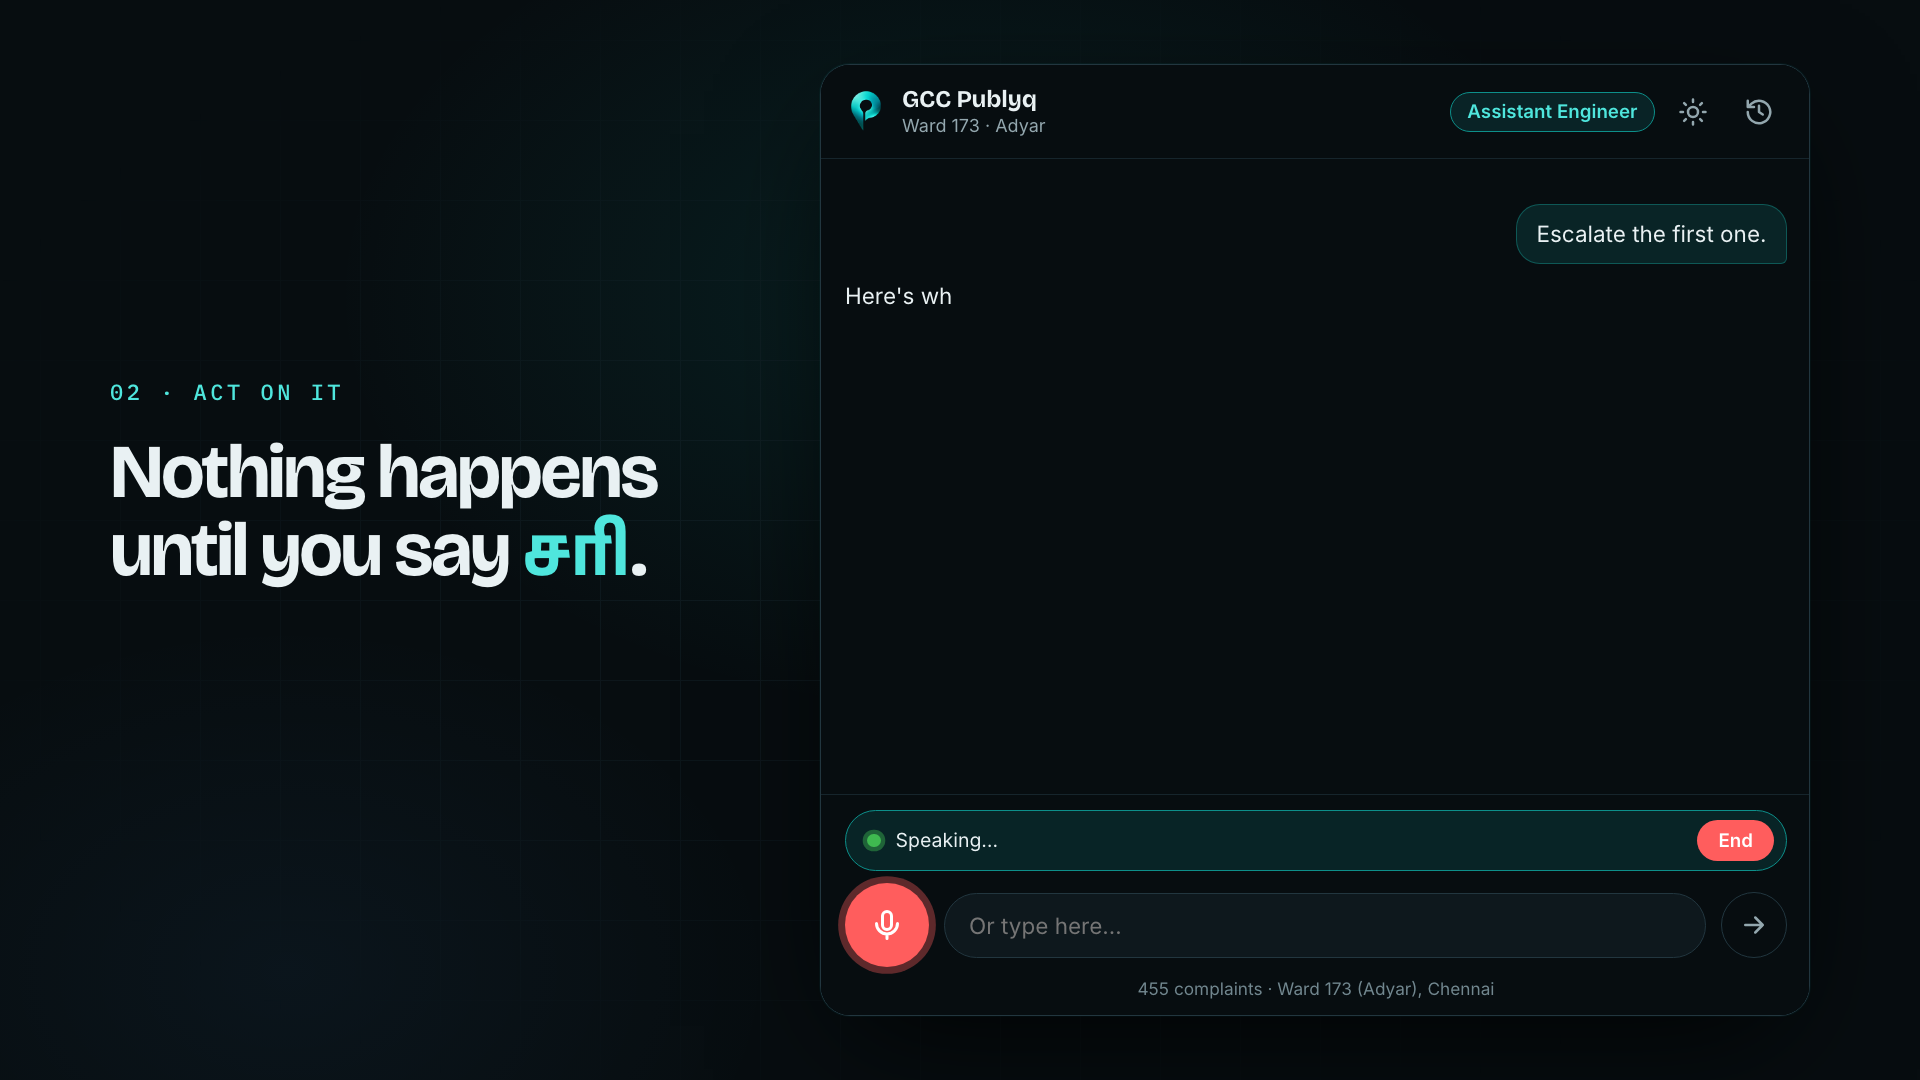 02 · ACT ON IT
Nothing happens
until you say சரி.
GCC Publyq
Ward 173 · Adyar
Assistant Engineer
Escalate the first one.
Here's wh
Speaking...
End
Or type here...
455 complaints · Ward 173 (Adyar), Chennai